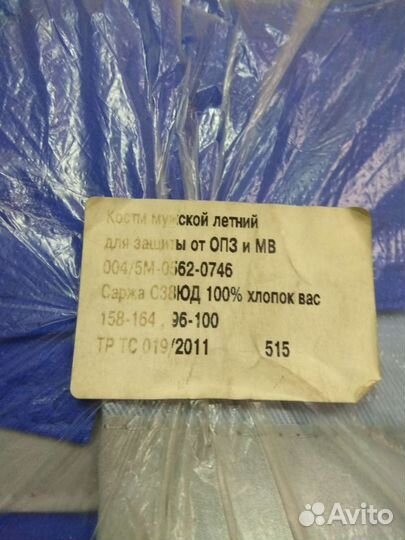 Костм мужской летний
для защиты от ОПЗ и МВ
004/5М-0562-0746
Саржа С38ЮД 100% хлопок вас
158-164 , 96-100
ТР ТС 019/2011 515
Avito